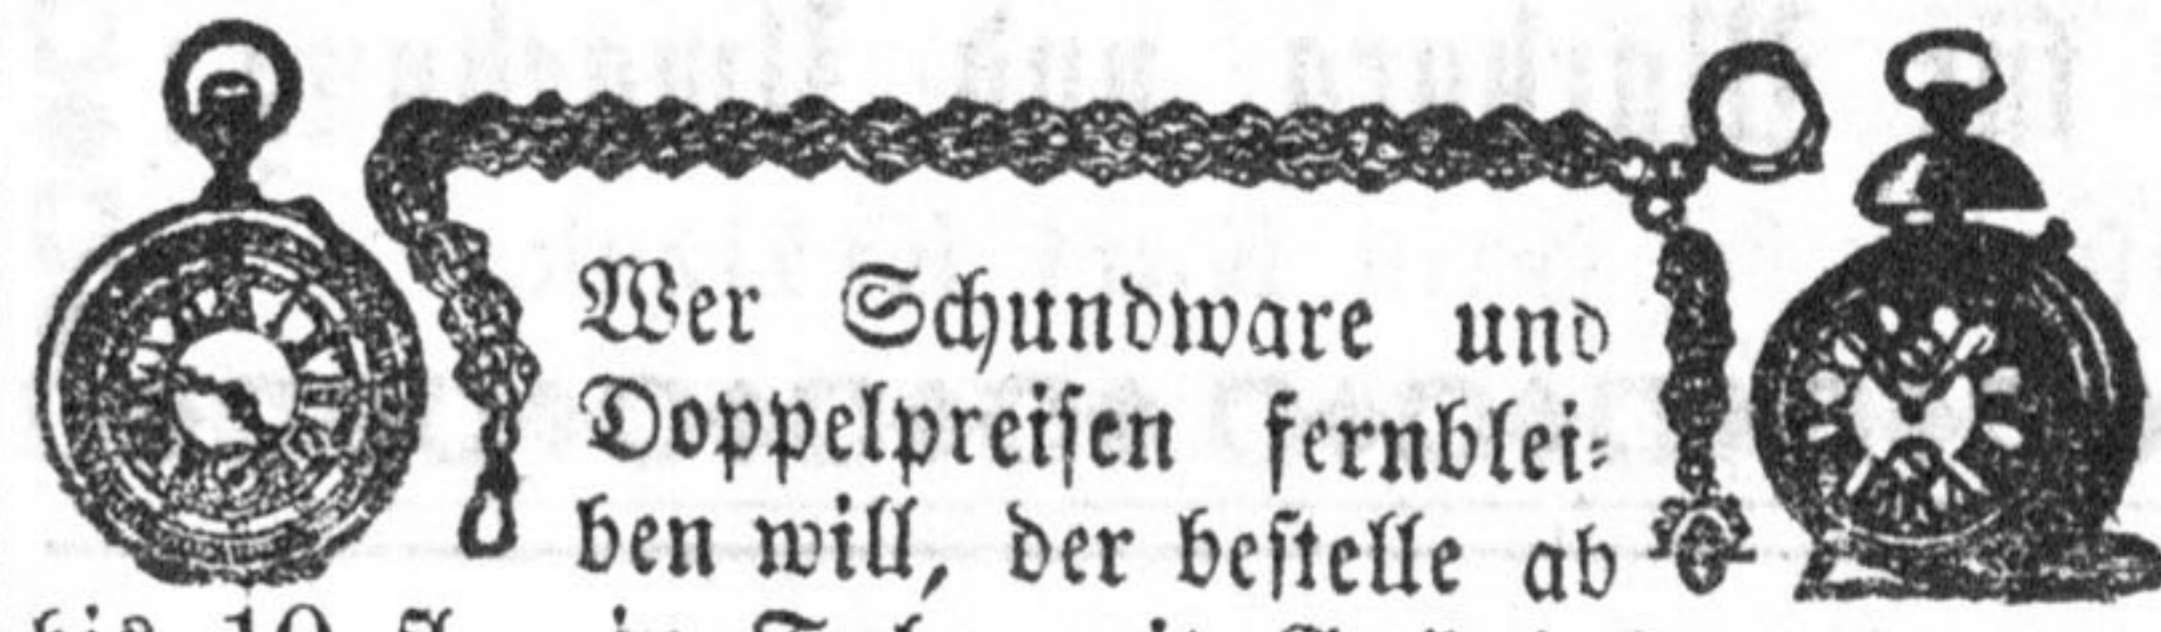 Wer Schundware und
Doppelpreisen fernblei⸗
ben will, der bestelle ab